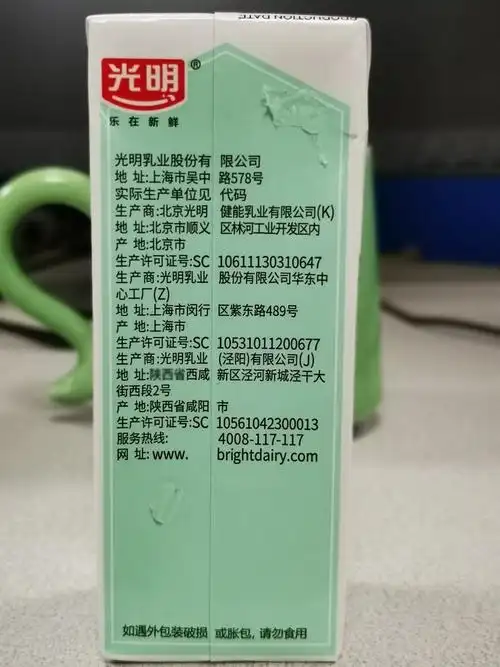 PRODUCTION DATE
光明®
乐在新鲜
光明乳业股份有 限公司
地 址:上海市吴中 路578号
实际生产单位见 代码
生产商:北京光明 健能乳业有限公司(K)
地 址:北京市顺义 区林河工业开发区内
产 地:北京市
生产许可证号:SC 10611130310647
生产商:光明乳业 股份有限公司华东中
心工厂(Z)
地 址:上海市闵行 区紫东路489号
产 地:上海市
生产许可证号:SC 10531011200677
生产商:光明乳业 (泾阳)有限公司(J)
地 址:陕西省西咸 新区泾河新城泾干大
街西段2号
产 地:陕西省咸阳 市
生产许可证号:SC 10561042300013
服务热线: 4008-117-117
网 址:www. brightdairy.com
如遇外包装破损 或胀包,请勿食用